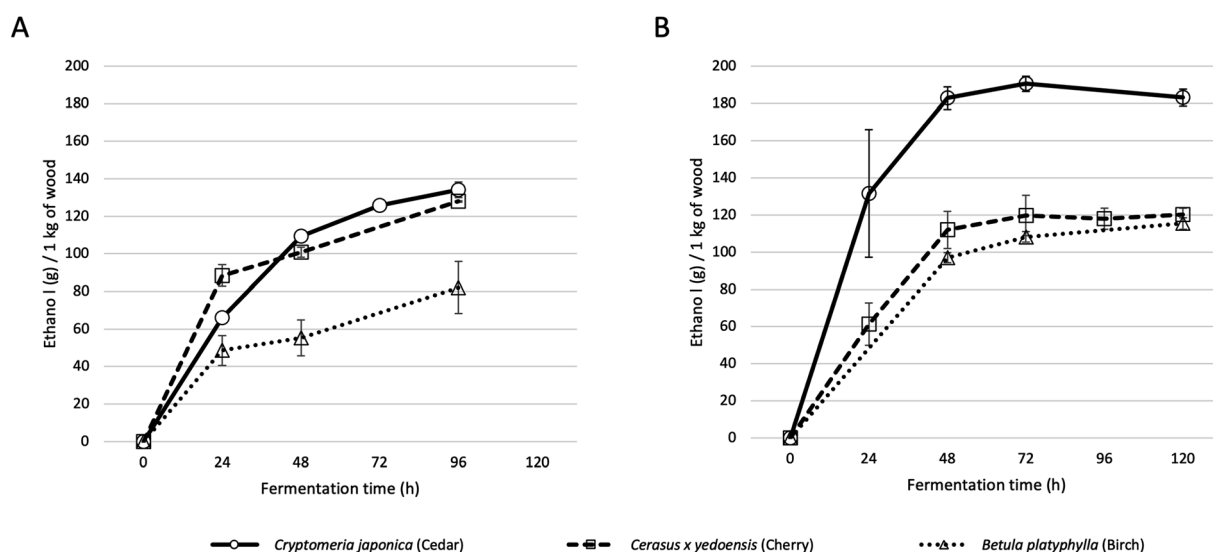 A
B
200
180
160
140
120
100
80
60
40
20
0
Ethano l (g) / 1 kg of wood
0 24 48 72 96 120
Fermentation time (h)
200
180
160
140
120
100
80
60
40
20
0
Ethano l (g) / 1 kg of wood
0 24 48 72 96 120
Fermentation time (h)
Cryptomeria japonica (Cedar)
Cerasus x yedoensis (Cherry)
Betula platyphylla (Birch)